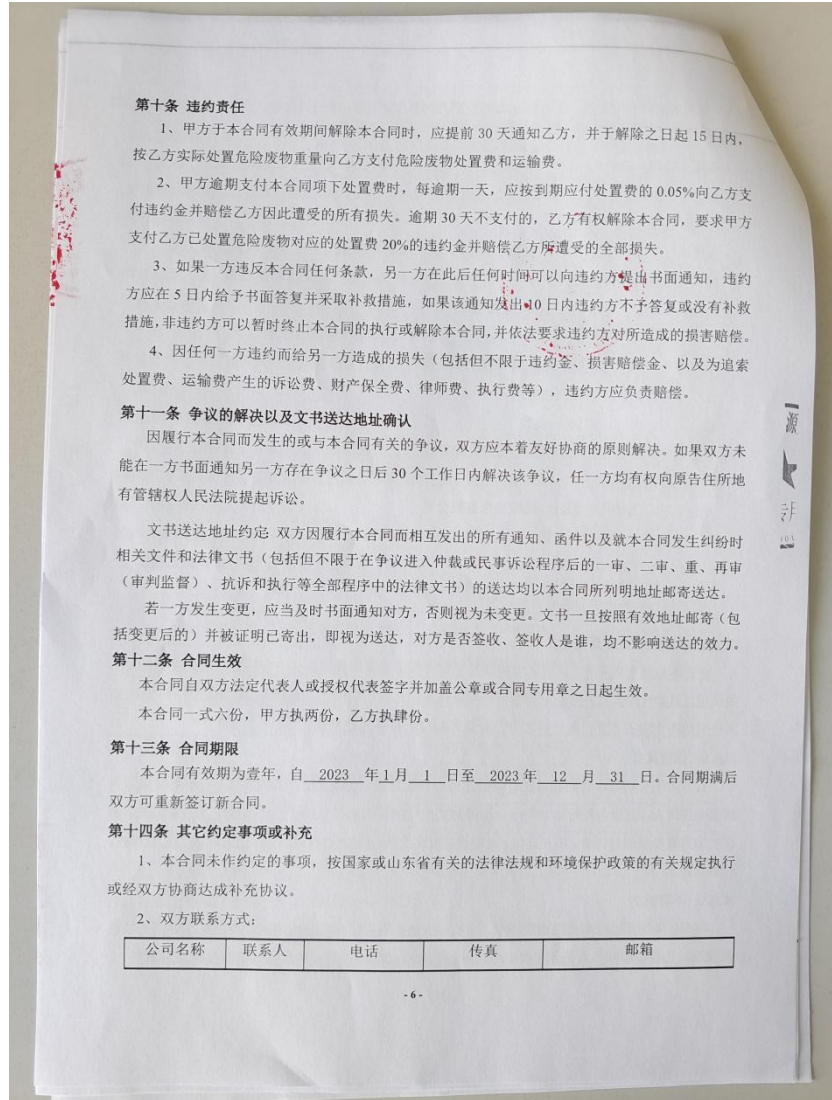 第十条 违约责任
1、甲方于本合同有效期间解除本合同时，应提前 30 天通知乙方，并于解除之日起 15 日内，
按乙方实际处置危险废物重量向乙方支付危险废物处置费和运输费。
2、甲方逾期支付本合同项下处置费时，每逾期一天，应按到期应付处置费的 0.05%向乙方支
付违约金并赔偿乙方因此遭受的所有损失。逾期 30 天不支付的，乙方有权解除本合同，要求甲方
支付乙方已处置危险废物对应的处置费 20%的违约金并赔偿乙方所遭受的全部损失。
3、如果一方违反本合同任何条款，另一方在此后任何时间可以向违约方提出书面通知，违约
方应在 5 日内给予书面答复并采取补救措施，如果该通知发出 10 日内违约方不予答复或没有补救
措施，非违约方可以暂时终止本合同的执行或解除本合同，并依法要求违约方对所造成的损害赔偿。
4、因任何一方违约而给另一方造成的损失（包括但不限于违约金、损害赔偿金、以及为追索
处置费、运输费产生的诉讼费、财产保全费、律师费、执行费等），违约方应负责赔偿。
第十一条 争议的解决以及文书送达地址确认
因履行本合同而发生的或与本合同有关的争议，双方应本着友好协商的原则解决。如果双方未
能在一方书面通知另一方存在争议之日后 30 个工作日内解决该争议，任一方均有权向原告住所地
有管辖权人民法院提起诉讼。
文书送达地址约定: 双方因履行本合同而相互发出的所有通知、函件以及就本合同发生纠纷时
相关文件和法律文书（包括但不限于在争议进入仲裁或民事诉讼程序后的一审、二审、重、再审
（审判监督）、抗诉和执行等全部程序中的法律文书）的送达均以本合同所列明地址邮寄送达。
若一方发生变更，应当及时书面通知对方，否则视为未变更。文书一旦按照有效地址邮寄（包
括变更后的）并被证明已寄出，即视为送达，对方是否签收、签收人是谁，均不影响送达的效力。
第十二条 合同生效
本合同自双方法定代表人或授权代表签字并加盖公章或合同专用章之日起生效。
本合同一式六份，甲方执两份，乙方执肆份。
第十三条 合同期限
本合同有效期为壹年，自 2023 年 1 月 1 日至 2023 年 12 月 31 日。合同期满后
双方可重新签订新合同。
第十四条 其它约定事项或补充
1、本合同未作约定的事项，按国家或山东省有关的法律法规和环境保护政策的有关规定执行
或经双方协商达成补充协议。
2、双方联系方式：
公司名称 联系人 电话 传真 邮箱
- 6 -
源